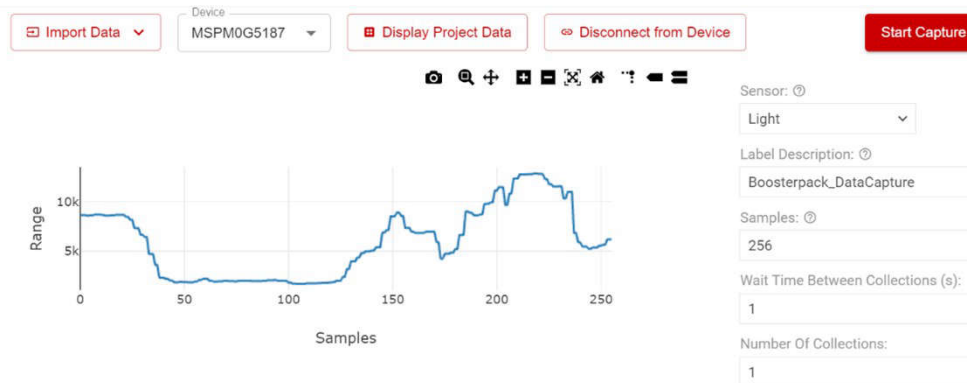 Import Data
Device
MSPM0G5187
Display Project Data
Disconnect from Device
Start Capture
Sensor:
Light
Label Description:
Boosterpack_DataCapture
Samples:
256
Wait Time Between Collections (s):
1
Number Of Collections:
1
Range
10k
5k
0
50
100
150
200
250
Samples